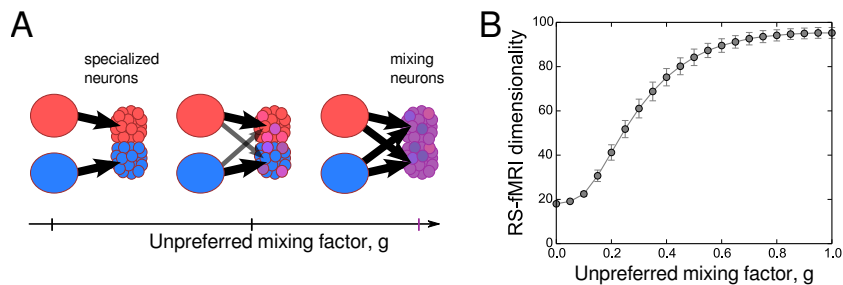 A
specialized
neurons
mixing
neurons
Unpreferred mixing factor, g
B
RS-fMRI dimensionality
100
80
60
40
20
0
0.0 0.2 0.4 0.6 0.8 1.0
Unpreferred mixing factor, g